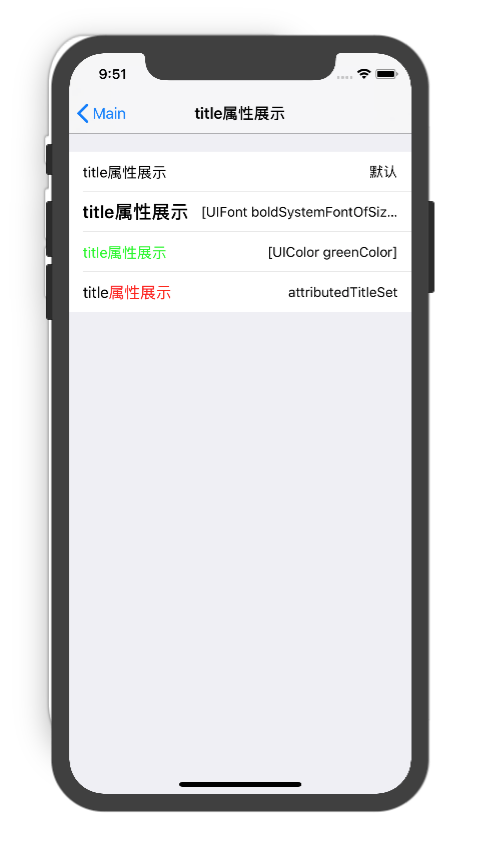 9:51
Main
title属性展示
title属性展示 默认
title属性展示 [UIFont boldSystemFontOfSiz...
title属性展示 [UIColor greenColor]
title属性展示 attributedTitleSet